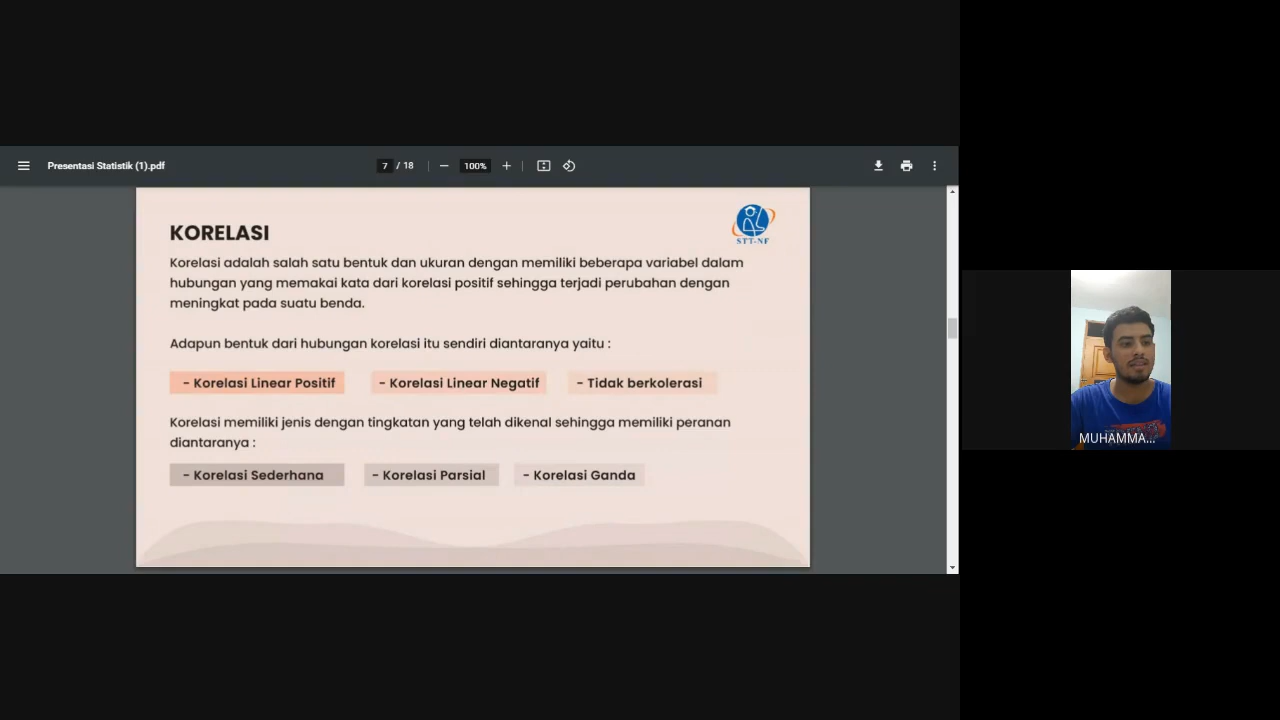 Presentasi Statistik (1).pdf
7 / 18
100%
KORELASI
STT-NF
Korelasi adalah salah satu bentuk dan ukuran dengan memiliki beberapa variabel dalam
hubungan yang memakai kata dari korelasi positif sehingga terjadi perubahan dengan
meningkat pada suatu benda.
Adapun bentuk dari hubungan korelasi itu sendiri diantaranya yaitu :
- Korelasi Linear Positif
- Korelasi Linear Negatif
- Tidak berkolerasi
Korelasi memiliki jenis dengan tingkatan yang telah dikenal sehingga memiliki peranan
diantaranya :
- Korelasi Sederhana
- Korelasi Parsial
- Korelasi Ganda
MUHAMMA...